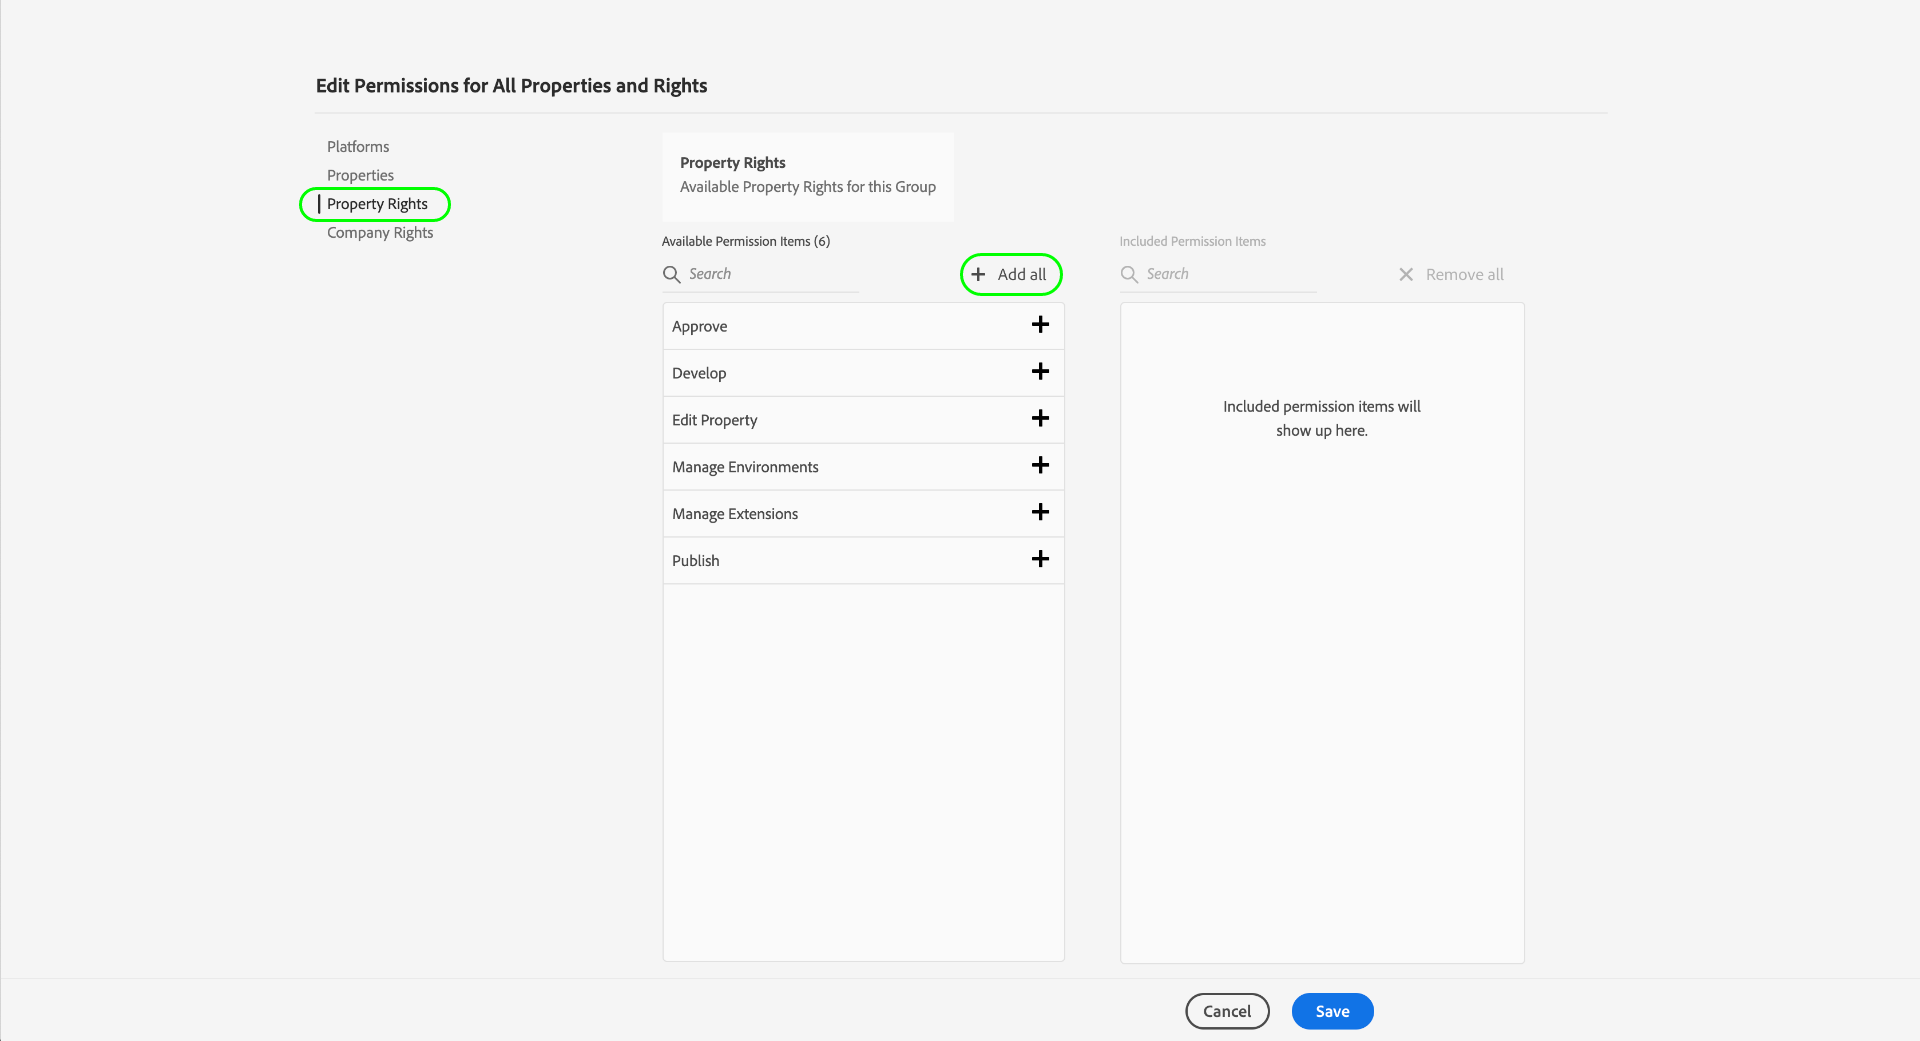 Edit Permissions for All Properties and Rights
Platforms
Properties
Property Rights
Company Rights
Property Rights
Available Property Rights for this Group
Available Permission Items (6)
Search
Add all
Approve
Develop
Edit Property
Manage Environments
Manage Extensions
Publish
Included Permission Items
Search
Remove all
Included permission items will
show up here.
Cancel
Save